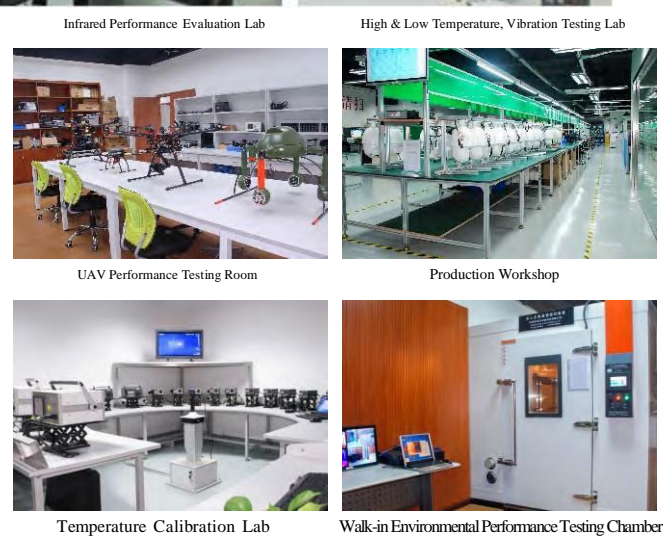 Infrared Performance Evaluation Lab
High & Low Temperature, Vibration Testing Lab
UAV Performance Testing Room
Production Workshop
Temperature Calibration Lab
Walk-in Environmental Performance Testing Chamber